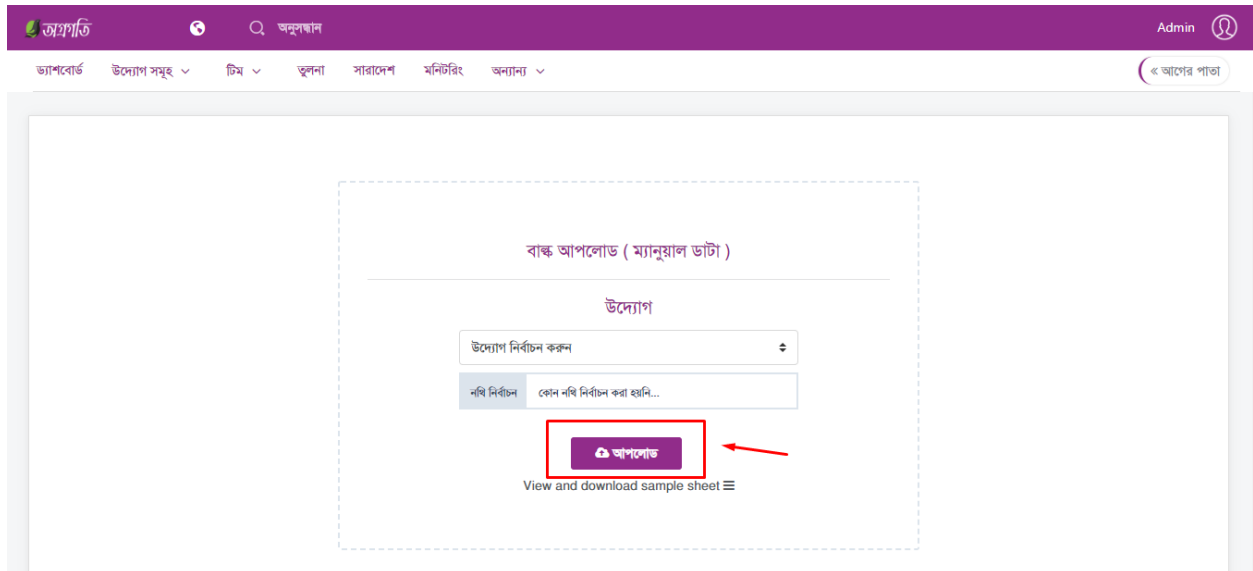 অগ্রগতি অনুসন্ধান Admin
ড্যাশবোর্ড উদ্যোগ সমূহ টিম তুলনা সারাদেশ মনিটরিং অন্যান্য « আগের পাতা
বাল্ক আপলোড ( ম্যানুয়াল ডাটা )
উদ্যোগ
উদ্যোগ নির্বাচন করুন
নথি নির্বাচন কোন নথি নির্বাচন করা হয়নি...
আপলোড
View and download sample sheet